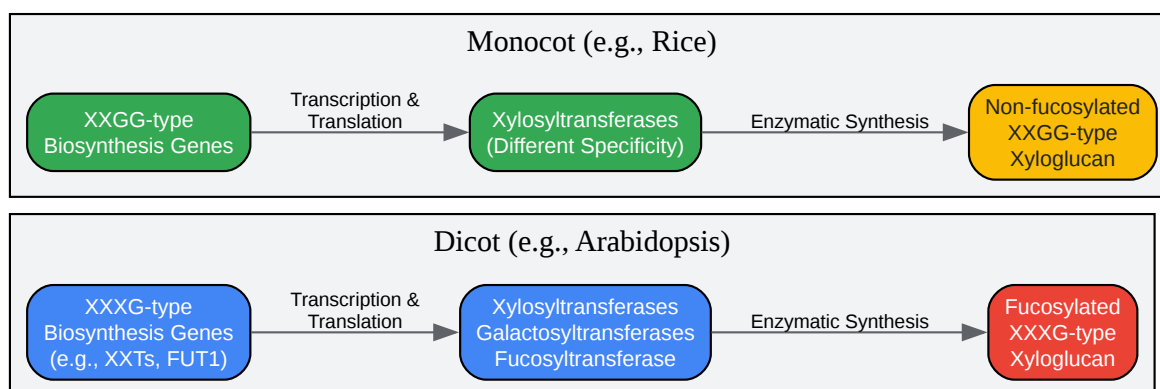 Monocot (e.g., Rice)
XXGG-type
Biosynthesis Genes
Transcription &
Translation
Xylosyltransferases
(Different Specificity)
Enzymatic Synthesis
Non-fucosylated
XXGG-type
Xyloglucan
Dicot (e.g., Arabidopsis)
XXXG-type
Biosynthesis Genes
(e.g., XXTs, FUT1)
Transcription &
Translation
Xylosyltransferases
Galactosyltransferases
Fucosyltransferase
Enzymatic Synthesis
Fucosylated
XXXG-type
Xyloglucan